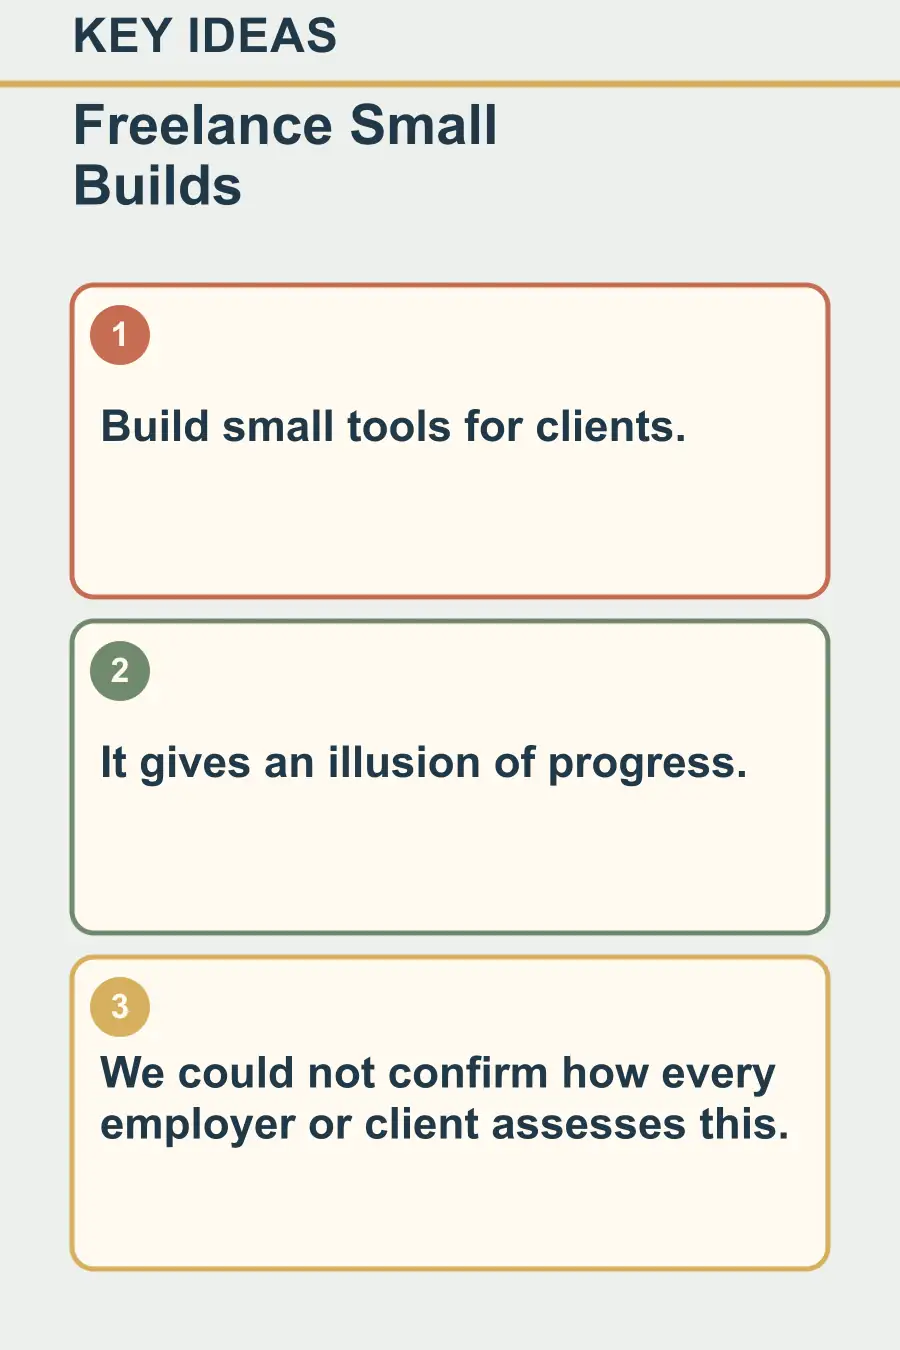 KEY IDEAS
Freelance Small
Builds
1
Build small tools for clients.
2
It gives an illusion of progress.
3
We could not confirm how every
employer or client assesses this.